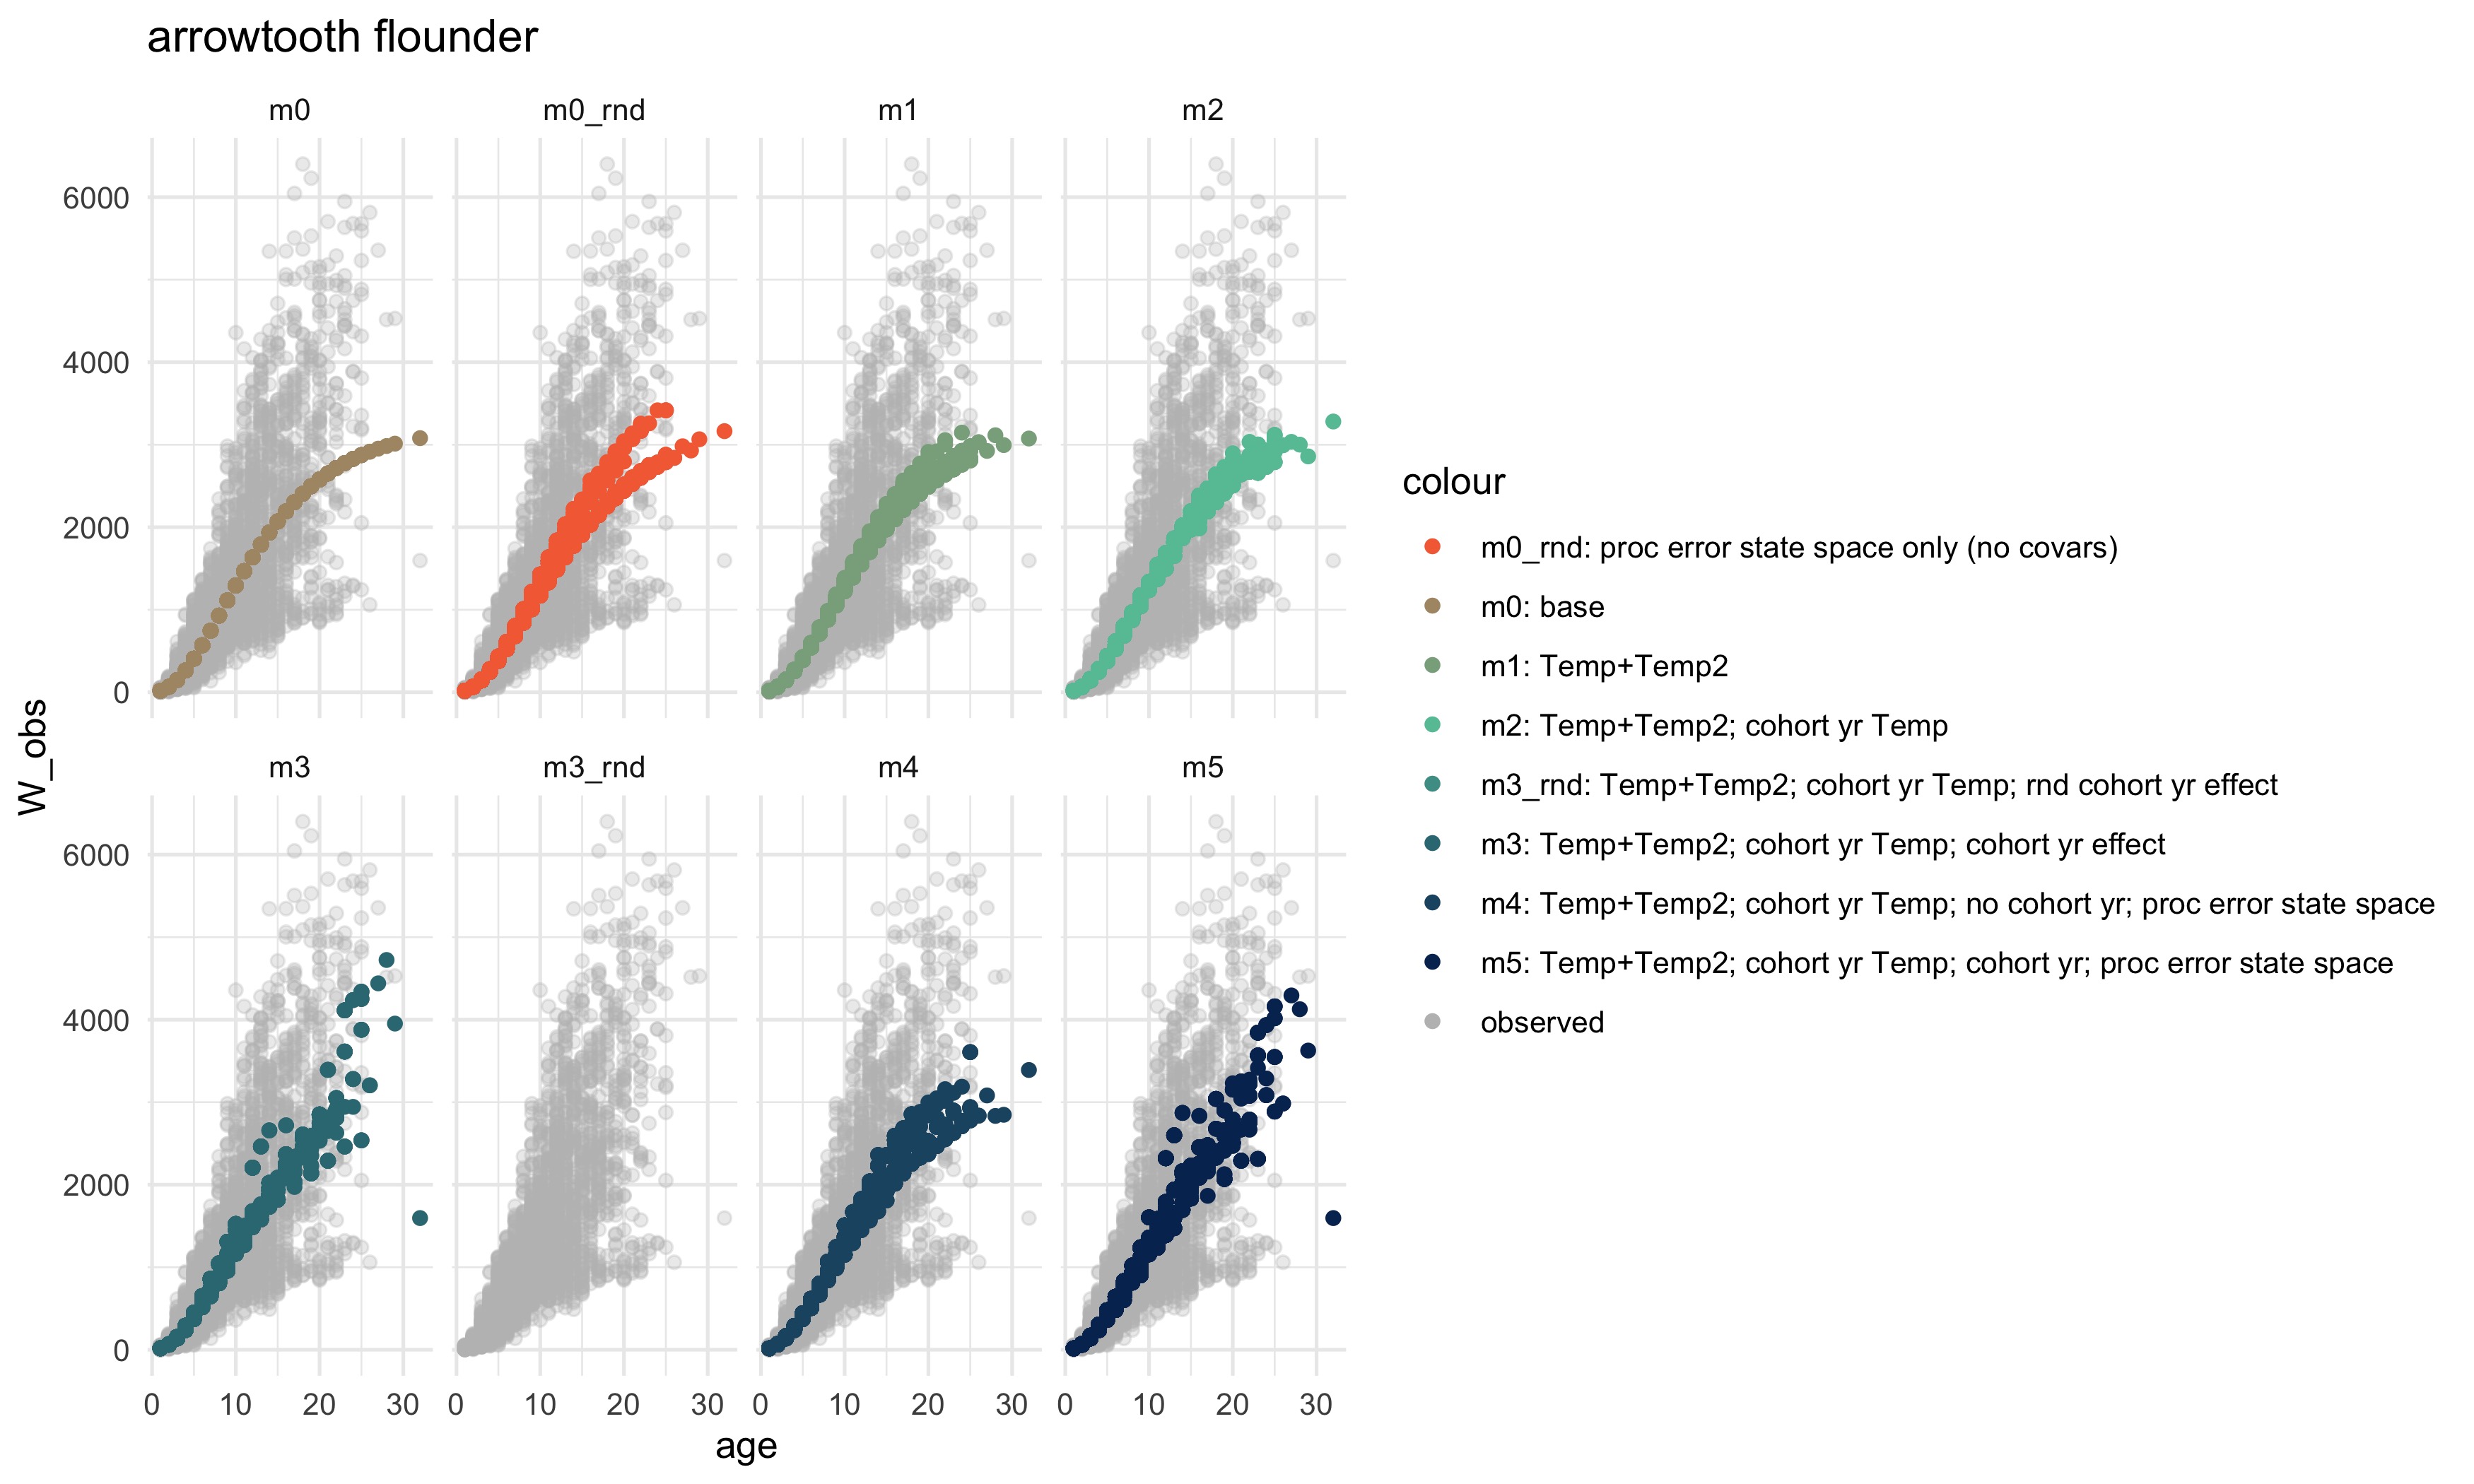 arrowtooth flounder
m0 m0_rnd m1 m2
6000
4000
2000
0
m3 m3_rnd m4 m5
6000
4000
2000
0
0 10 20 30 0 10 20 30 0 10 20 30 0 10 20 30
age
W_obs
colour
m0_rnd: proc error state space only (no covars)
m0: base
m1: Temp+Temp2
m2: Temp+Temp2; cohort yr Temp
m3_rnd: Temp+Temp2; cohort yr Temp; rnd cohort yr effect
m3: Temp+Temp2; cohort yr Temp; cohort yr effect
m4: Temp+Temp2; cohort yr Temp; no cohort yr; proc error state space
m5: Temp+Temp2; cohort yr Temp; cohort yr; proc error state space
observed